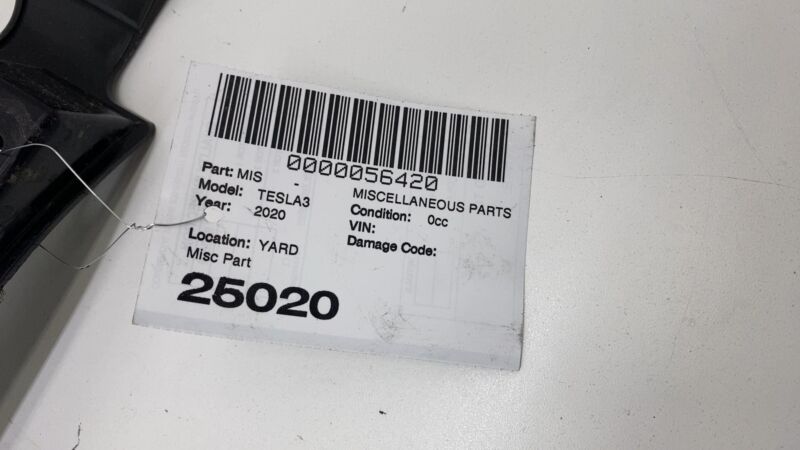 0000056420
Part: MIS - MISCELLANEOUS PARTS
Model: TESLA3 Condition: 0cc
Year: 2020 VIN:
Damage Code:
Location: YARD
Misc Part
25020